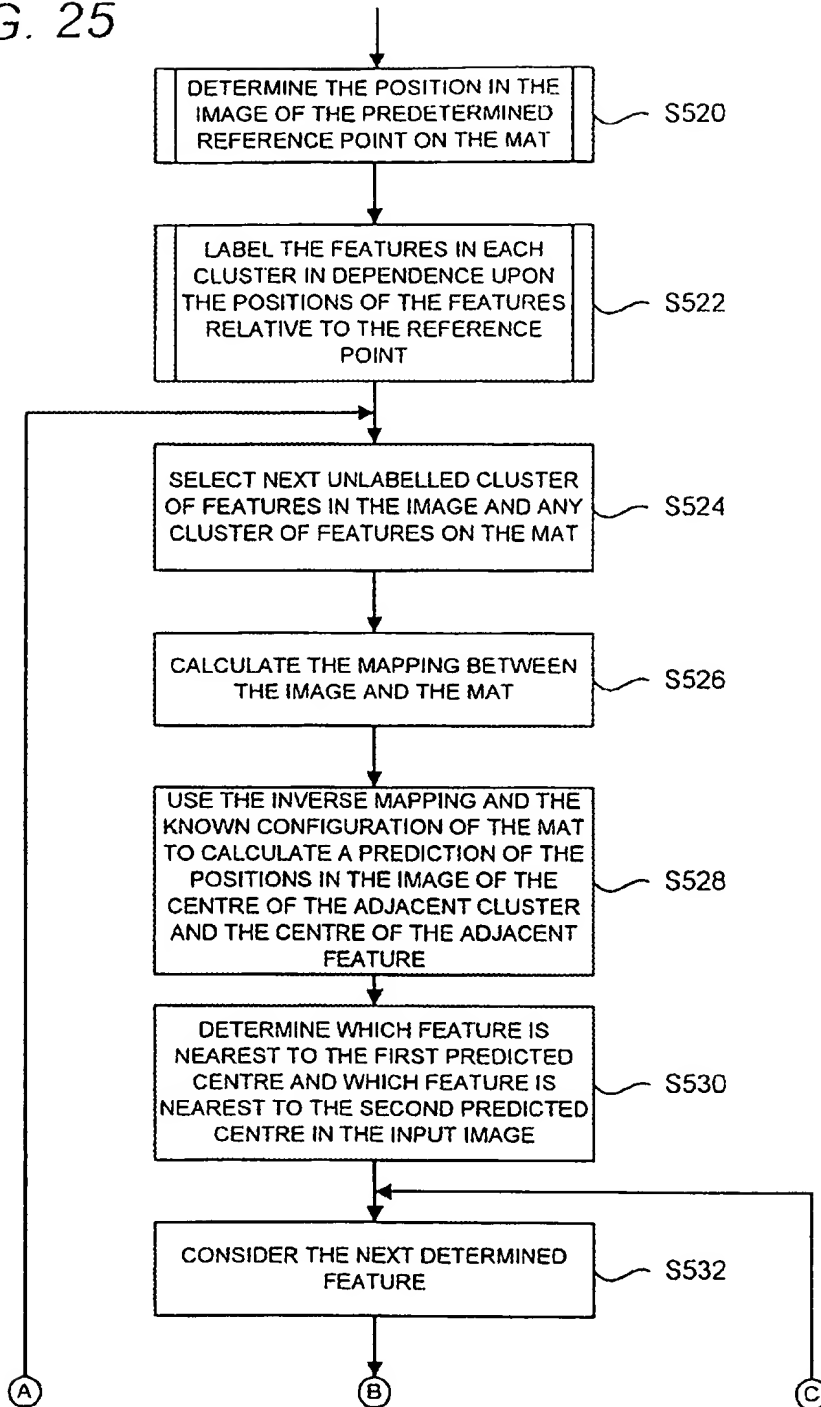 G. 25
DETERMINE THE POSITION IN THE
IMAGE OF THE PREDETERMINED
REFERENCE POINT ON THE MAT
S520
LABEL THE FEATURES IN EACH
CLUSTER IN DEPENDENCE UPON
THE POSITIONS OF THE FEATURES
RELATIVE TO THE REFERENCE
POINT
S522
SELECT NEXT UNLABELLED CLUSTER
OF FEATURES IN THE IMAGE AND ANY
CLUSTER OF FEATURES ON THE MAT
S524
CALCULATE THE MAPPING BETWEEN
THE IMAGE AND THE MAT
S526
USE THE INVERSE MAPPING AND THE
KNOWN CONFIGURATION OF THE MAT
TO CALCULATE A PREDICTION OF THE
POSITIONS IN THE IMAGE OF THE
CENTRE OF THE ADJACENT CLUSTER
AND THE CENTRE OF THE ADJACENT
FEATURE
S528
DETERMINE WHICH FEATURE IS
NEAREST TO THE FIRST PREDICTED
CENTRE AND WHICH FEATURE IS
NEAREST TO THE SECOND PREDICTED
CENTRE IN THE INPUT IMAGE
S530
CONSIDER THE NEXT DETERMINED
FEATURE
S532
A
B
C